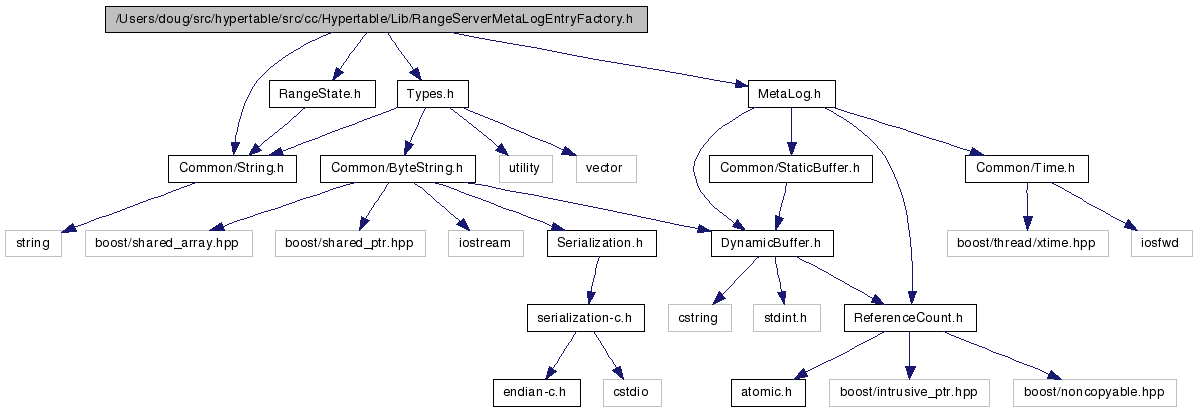 /Users/doug/src/hypertable/src/cc/Hypertable/Lib/RangeServerMetaLogEntryFactory.h
RangeState.h
Types.h
MetaLog.h
Common/String.h
Common/ByteString.h
utility
vector
Common/StaticBuffer.h
Common/Time.h
string
boost/shared_array.hpp
boost/shared_ptr.hpp
iostream
Serialization.h
DynamicBuffer.h
boost/thread/xtime.hpp
iosfwd
serialization-c.h
cstring
stdint.h
ReferenceCount.h
endian-c.h
cstdio
atomic.h
boost/intrusive_ptr.hpp
boost/noncopyable.hpp